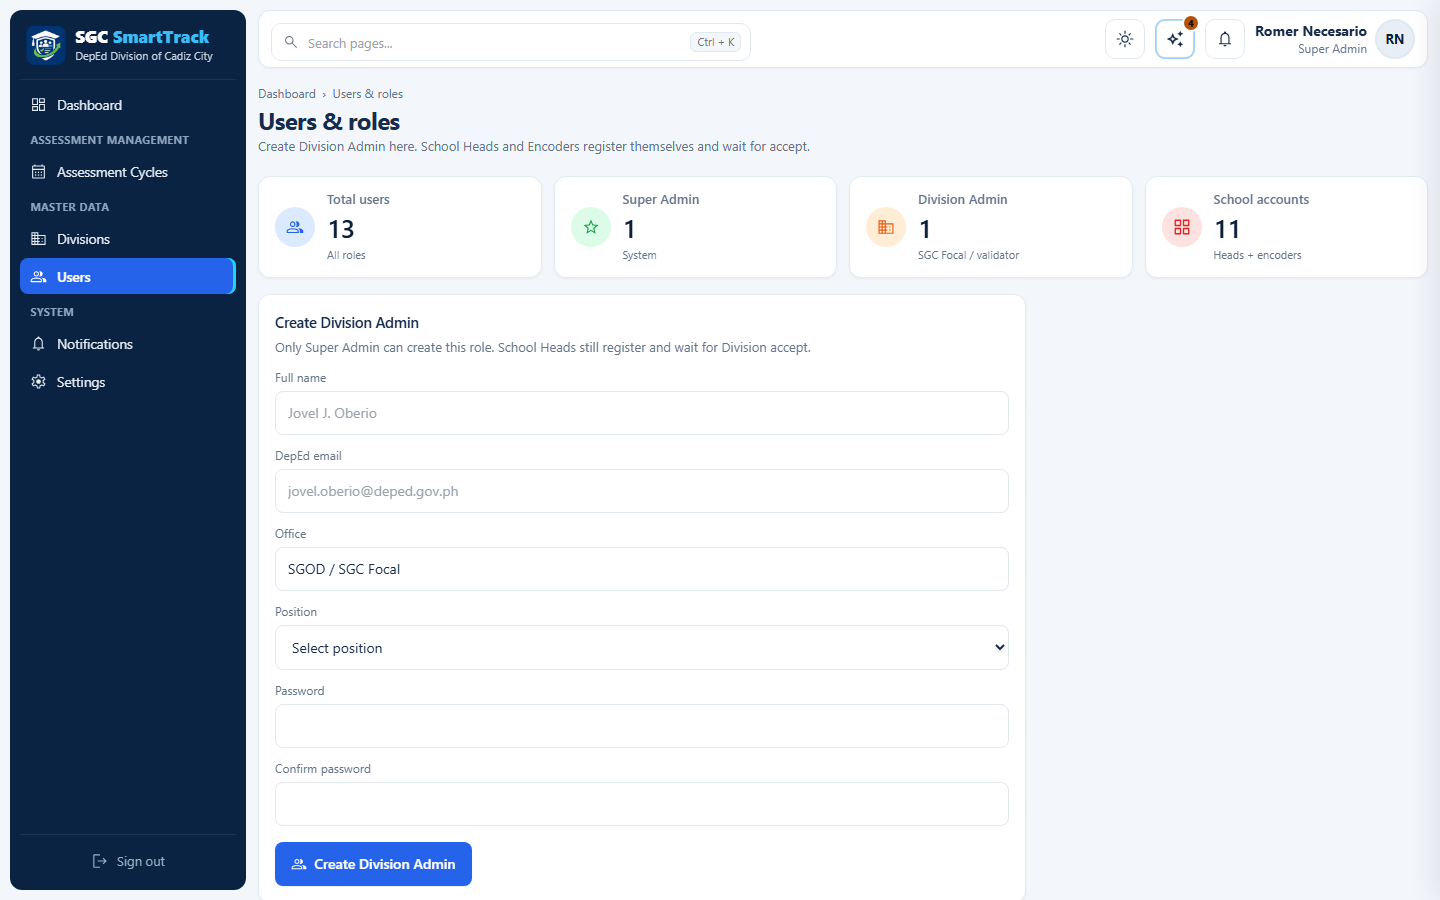 SGC SmartTrack
DepEd Division of Cadiz City
Dashboard
ASSESSMENT MANAGEMENT
Assessment Cycles
MASTER DATA
Divisions
Users
SYSTEM
Notifications
Settings
Sign out
Search pages...
Ctrl + K
4
Romer Necesario
Super Admin
RN
Dashboard › Users & roles
Users & roles
Create Division Admin here. School Heads and Encoders register themselves and wait for accept.
Total users
13
All roles
Super Admin
1
System
Division Admin
1
SGC Focal / validator
School accounts
11
Heads + encoders
Create Division Admin
Only Super Admin can create this role. School Heads still register and wait for Division accept.
Full name
Jovel J. Oberio
DepEd email
jovel.oberio@deped.gov.ph
Office
SGOD / SGC Focal
Position
Select position
Password
Confirm password
Create Division Admin